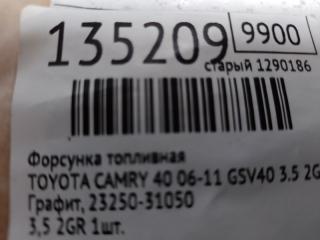 135209 9900
старый 1290186
Форсунка топливная
TOYOTA CAMRY 40 06-11 GSV40 3.5 2G
Графит, 23250-31050
3,5 2GR 1шт.